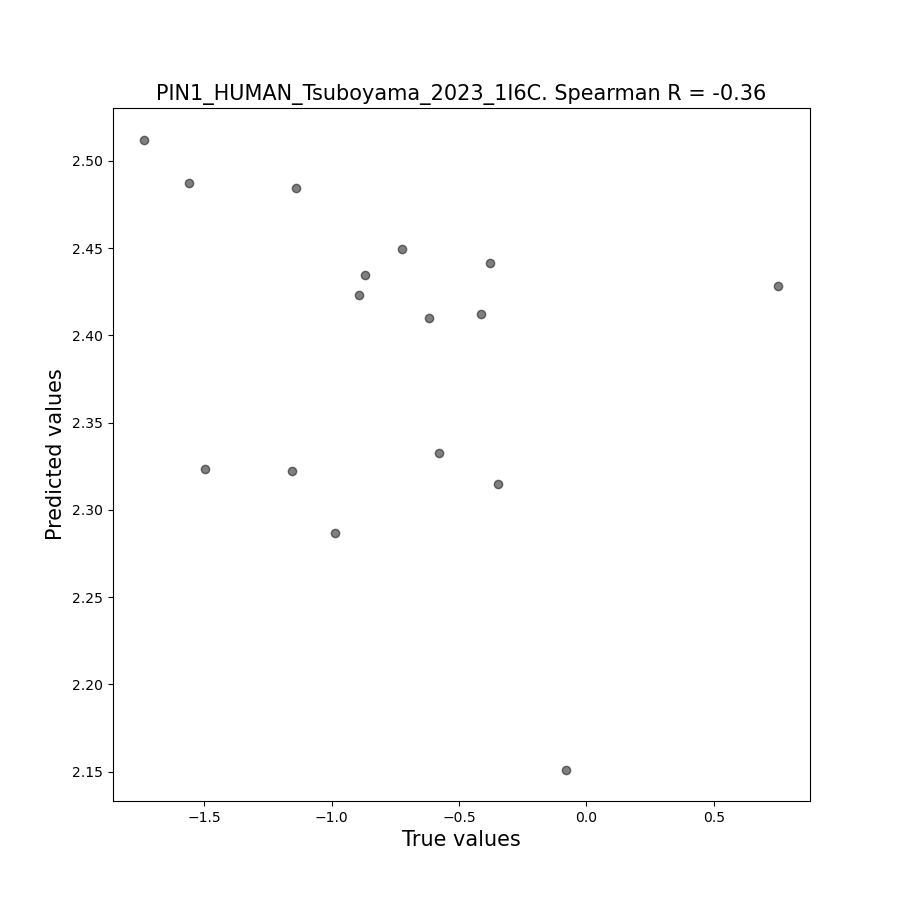 PIN1_HUMAN_Tsuboyama_2023_1I6C. Spearman R = -0.36
2.50
2.45
2.40
2.35
2.30
2.25
2.20
2.15
Predicted values
−1.5 −1.0 −0.5 0.0 0.5
True values